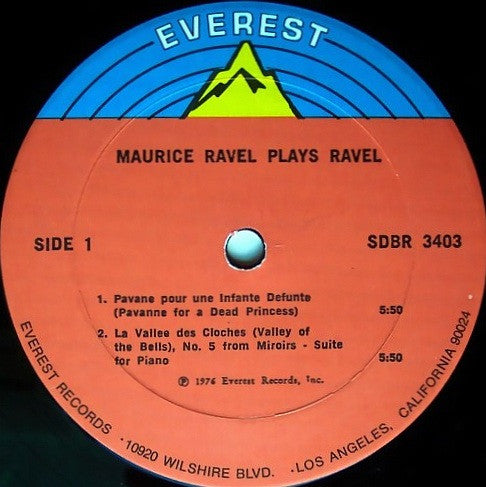 EVEREST
MAURICE RAVEL PLAYS RAVEL
SIDE 1
SDBR 3403
1. Pavane pour une Infante Defunte
(Pavanne for a Dead Princess) 5:50
2. La Vallee des Cloches (Valley of
the Bells), No. 5 from Miroirs - Suite
for Piano 5:50
℗ 1976 Everest Records, Inc.
EVEREST RECORDS · 10920 WILSHIRE BLVD. · LOS ANGELES, CALIFORNIA 90024